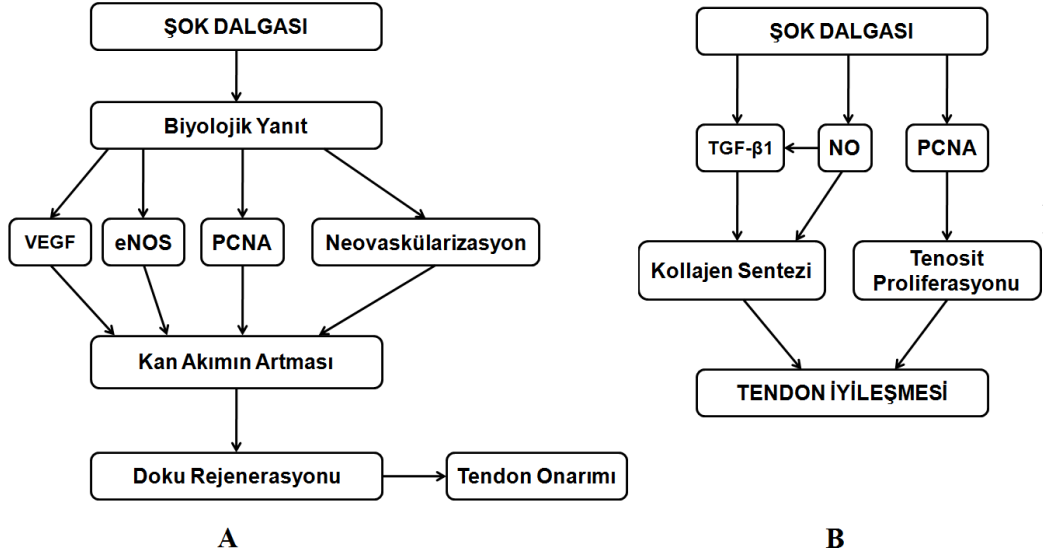 ŞOK DALGASI
Biyolojik Yanıt
VEGF
eNOS
PCNA
Neovaskülarizasyon
Kan Akımın Artması
Doku Rejenerasyonu
Tendon Onarımı
A
ŞOK DALGASI
TGF-β1
NO
PCNA
Kollajen Sentezi
Tenosit
Proliferasyonu
TENDON İYİLEŞMESİ
B